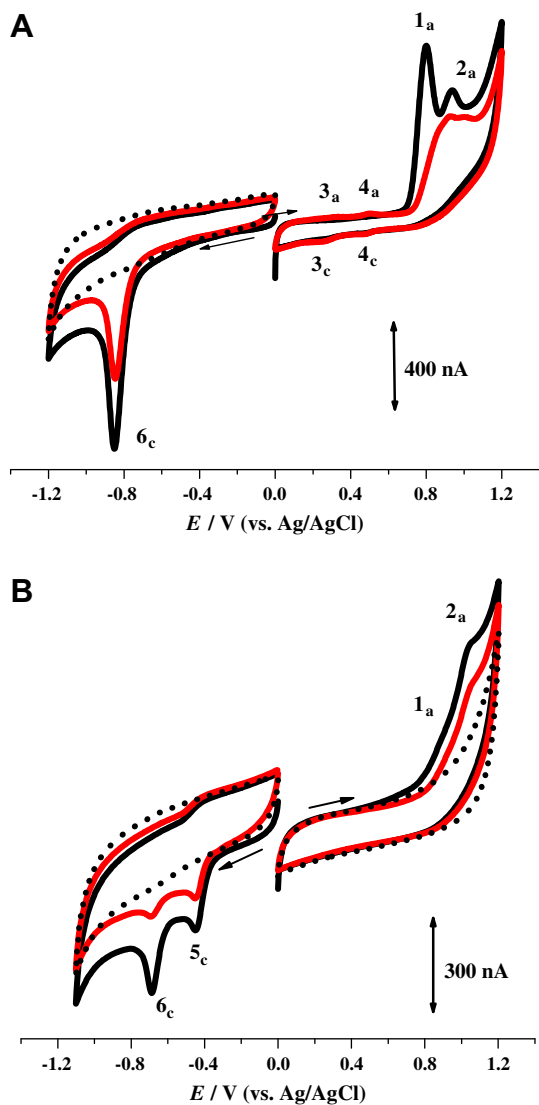 A
1a
2a
3a
4a
3c
4c
400 nA
6c
-1.2 -0.8 -0.4 0.0 0.4 0.8 1.2
E / V (vs. Ag/AgCl)
B
2a
1a
5c
6c
300 nA
-1.2 -0.8 -0.4 0.0 0.4 0.8 1.2
E / V (vs. Ag/AgCl)